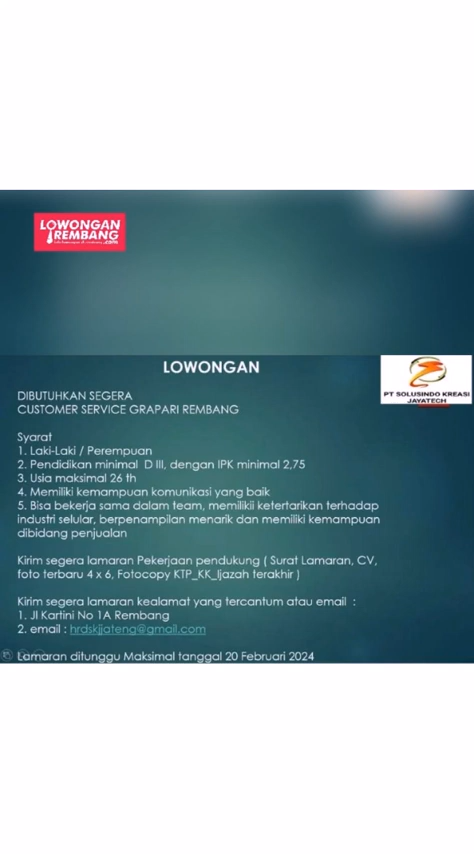 LOWONGAN
REMBANG
.com
LOWONGAN
PT SOLUSINDO KREASI
JAYATECH
DIBUTUHKAN SEGERA
CUSTOMER SERVICE GRAPARI REMBANG
Syarat
1. Laki-Laki / Perempuan
2. Pendidikan minimal D III, dengan IPK minimal 2,75
3. Usia maksimal 26 th
4. Memiliki kemampuan komunikasi yang baik
5. Bisa bekerja sama dalam team, memilikii ketertarikan terhadap
industri selular, berpenampilan menarik dan memiliki kemampuan
dibidang penjualan
Kirim segera lamaran Pekerjaan pendukung ( Surat Lamaran, CV,
foto terbaru 4 x 6, Fotocopy KTP_KK_Ijazah terakhir )
Kirim segera lamaran kealamat yang tercantum atau email :
1. Jl Kartini No 1A Rembang
2. email : hrdskjjateng@gmail.com
Lamaran ditunggu Maksimal tanggal 20 Februari 2024